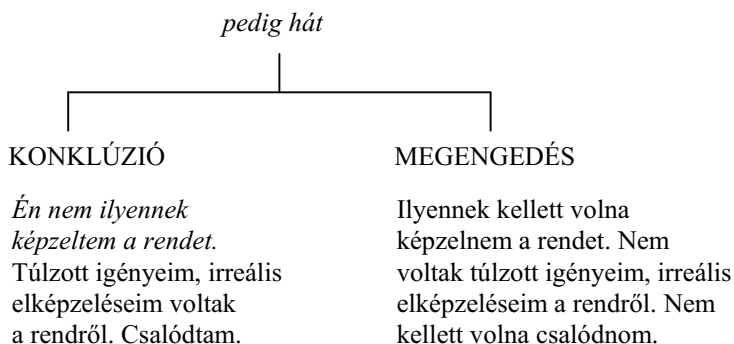 pedig hát
KONKLÚZIÓ
Én nem ilyennek
képzeltem a rendet.
Túlzott igényeim, irreális
elképzeléseim voltak
a rendről. Csalódtam.
MEGENGEDÉS
Ilyennek kellett volna
képzelnem a rendet. Nem
voltak túlzott igényeim, irreális
elképzeléseim a rendről. Nem
kellett volna csalódnom.